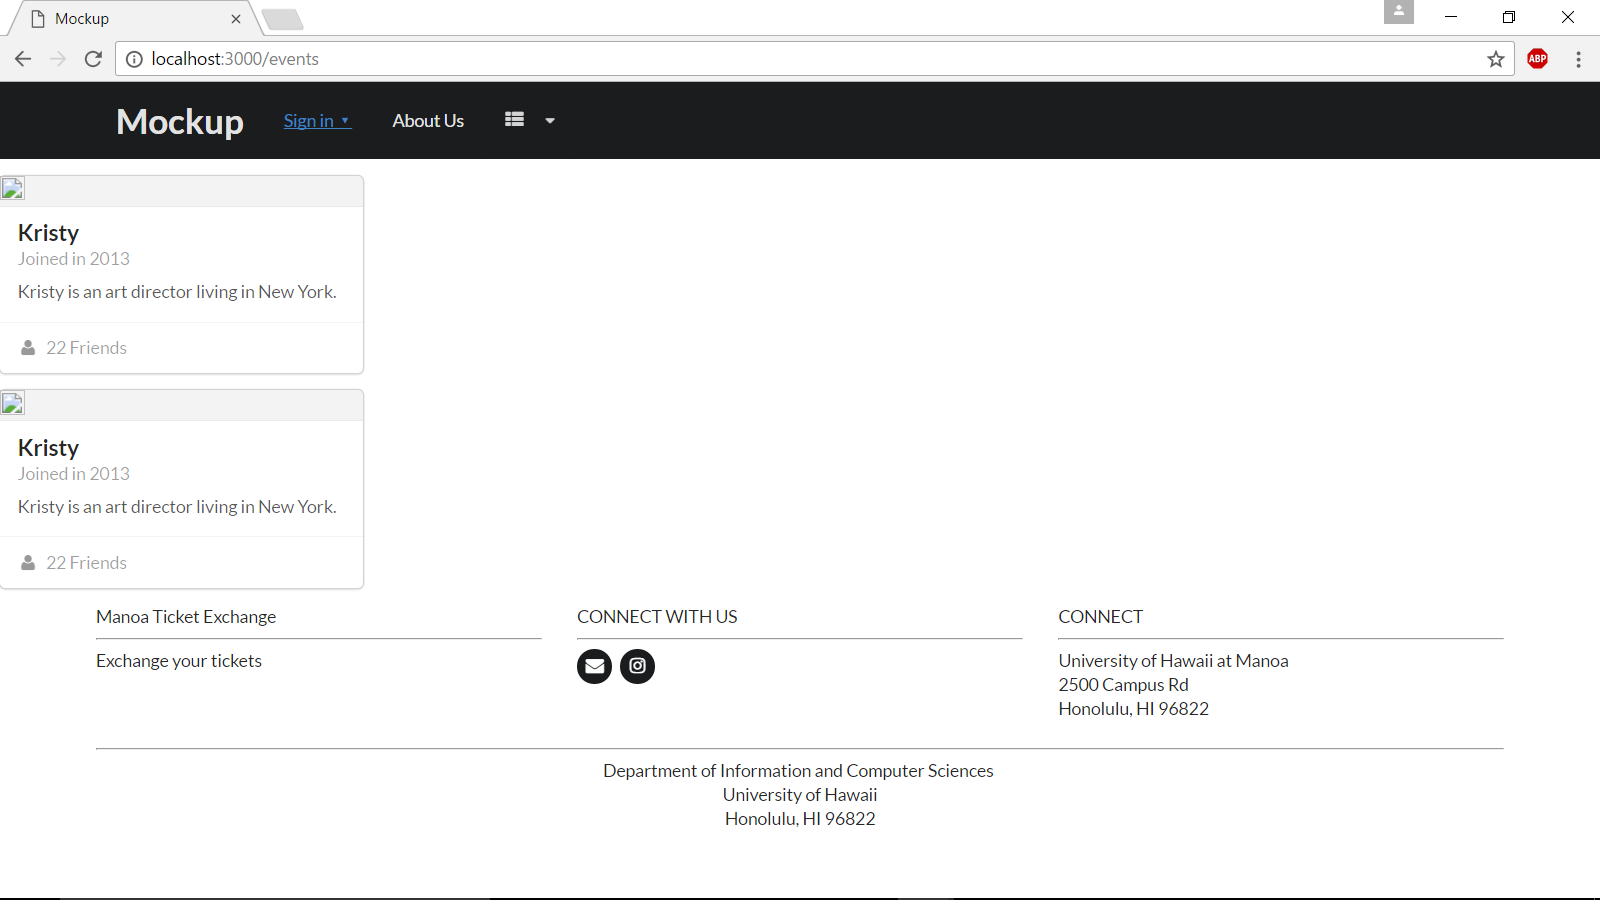 Mockup
localhost:3000/events
ABP
Mockup Sign in About Us
Kristy
Joined in 2013
Kristy is an art director living in New York.
22 Friends
Kristy
Joined in 2013
Kristy is an art director living in New York.
22 Friends
Manoa Ticket Exchange
Exchange your tickets
CONNECT WITH US
CONNECT
University of Hawaii at Manoa
2500 Campus Rd
Honolulu, HI 96822
Department of Information and Computer Sciences
University of Hawaii
Honolulu, HI 96822